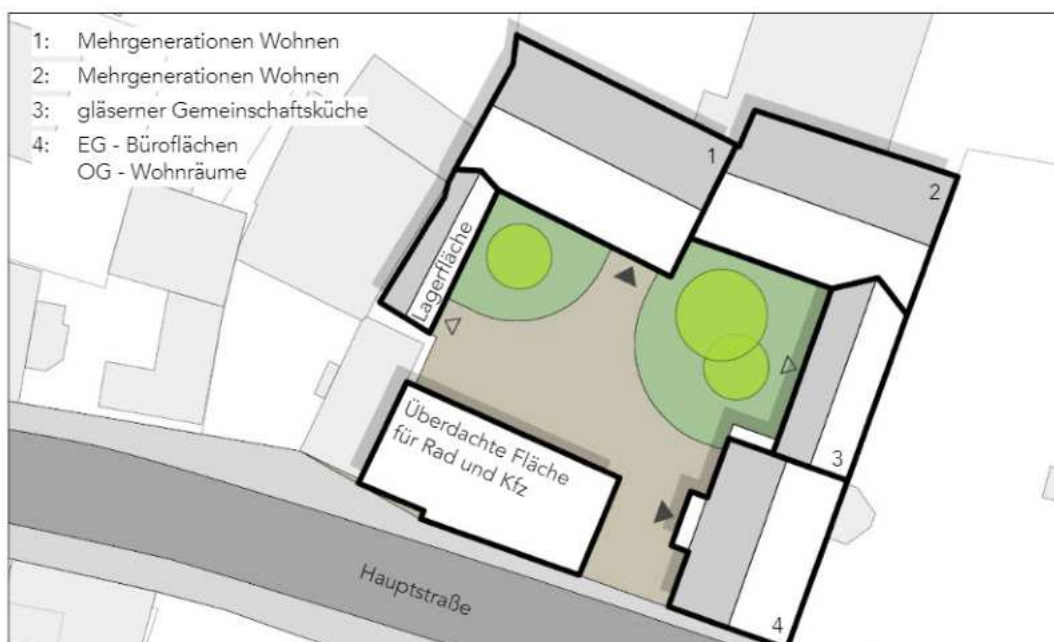 1: Mehrgenerationen Wohnen
2: Mehrgenerationen Wohnen
3: gläserner Gemeinschaftsküche
4: EG - Büroflächen
OG - Wohnräume
1
2
Lagerfläche
Überdachte Fläche
für Rad und Kfz
3
Hauptstraße
4